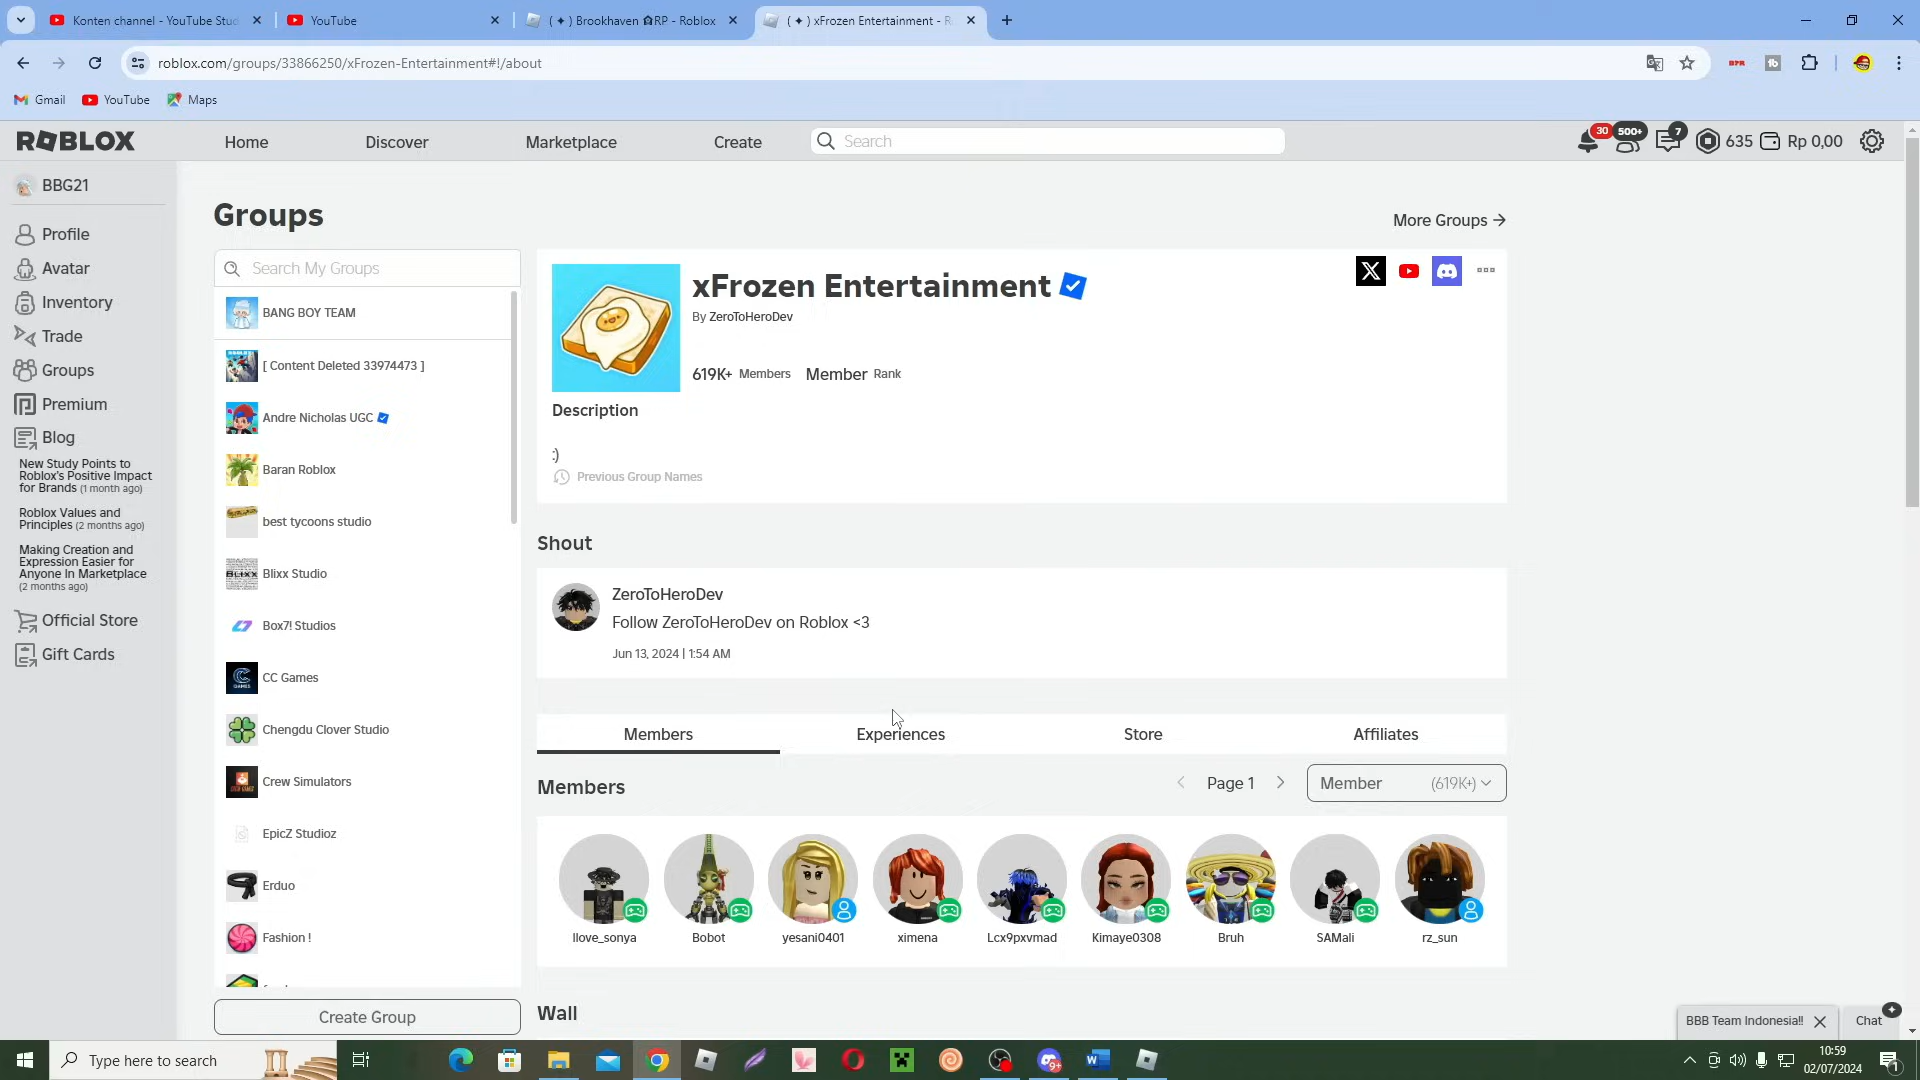 Konten channel - YouTube Stud
YouTube
( ✦ ) Brookhaven 🏠RP - Roblox
( ✦ ) xFrozen Entertainment - R
roblox.com/groups/33866250/xFrozen-Entertainment#!/about
Gmail
YouTube
Maps
ROBLOX
Home
Discover
Marketplace
Create
Search
30
500+
7
635
Rp 0,00
BBG21
Profile
Avatar
Inventory
Trade
Groups
Premium
Blog
New Study Points to
Roblox's Positive Impact
for Brands (1 month ago)
Roblox Values and
Principles (2 months ago)
Making Creation and
Expression Easier for
Anyone In Marketplace
(2 months ago)
Official Store
Gift Cards
Groups
More Groups →
Search My Groups
BANG BOY TEAM
[ Content Deleted 33974473 ]
Andre Nicholas UGC
Baran Roblox
best tycoons studio
Blixx Studio
Box7! Studios
CC Games
Chengdu Clover Studio
Crew Simulators
EpicZ Studioz
Erduo
Fashion !
Create Group
xFrozen Entertainment
By ZeroToHeroDev
619K+ Members Member Rank
Description
:)
Previous Group Names
Shout
ZeroToHeroDev
Follow ZeroToHeroDev on Roblox <3
Jun 13, 2024 | 1:54 AM
Members
Experiences
Store
Affiliates
Members
Page 1
Member (619K+)
Ilove_sonya
Bobot
yesani0401
ximena
Lcx9pxvmad
Kimaye0308
Bruh
SAMali
rz_sun
Wall
BBB Team Indonesia!!
Chat
Type here to search
9+
10:59
02/07/2024
1